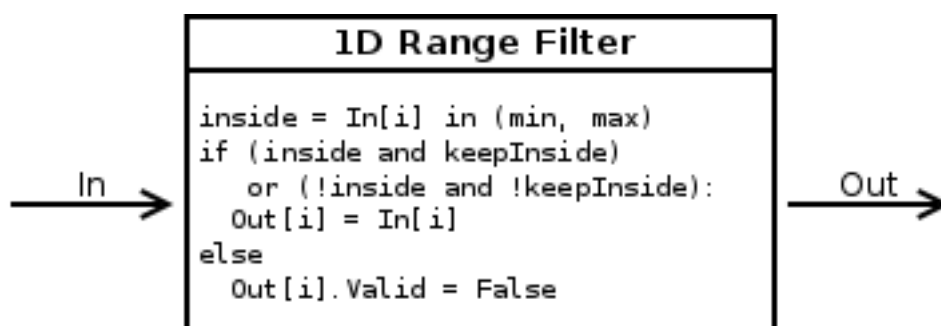 1D Range Filter
inside = In[i] in (min, max)
if (inside and keepInside)
or (!inside and !keepInside):
Out[i] = In[i]
else
Out[i].Valid = False
In
Out